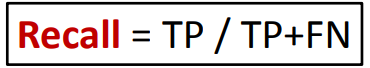 Recall = TP / TP+FN